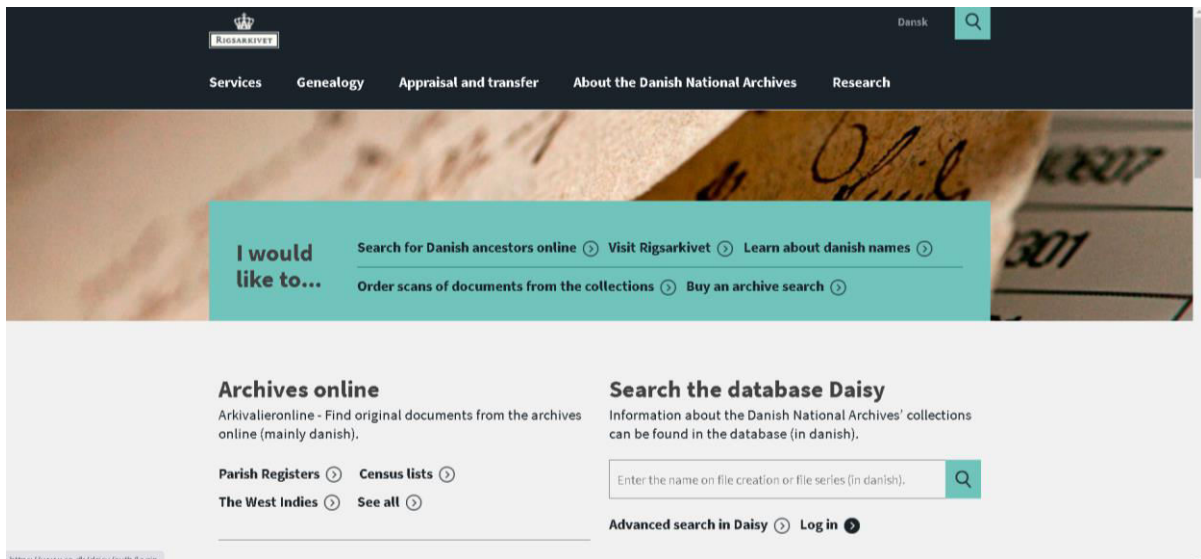 RIGSARKIVET
Dansk
Services Genealogy Appraisal and transfer About the Danish National Archives Research
I would
like to...
Search for Danish ancestors online Visit Rigsarkivet Learn about danish names
Order scans of documents from the collections Buy an archive search
Archives online
Arkivalieronline - Find original documents from the archives
online (mainly danish).
Parish Registers Census lists
The West Indies See all
Search the database Daisy
Information about the Danish National Archives' collections
can be found in the database (in danish).
Enter the name on file creation or file series (in danish).
Advanced search in Daisy Log in